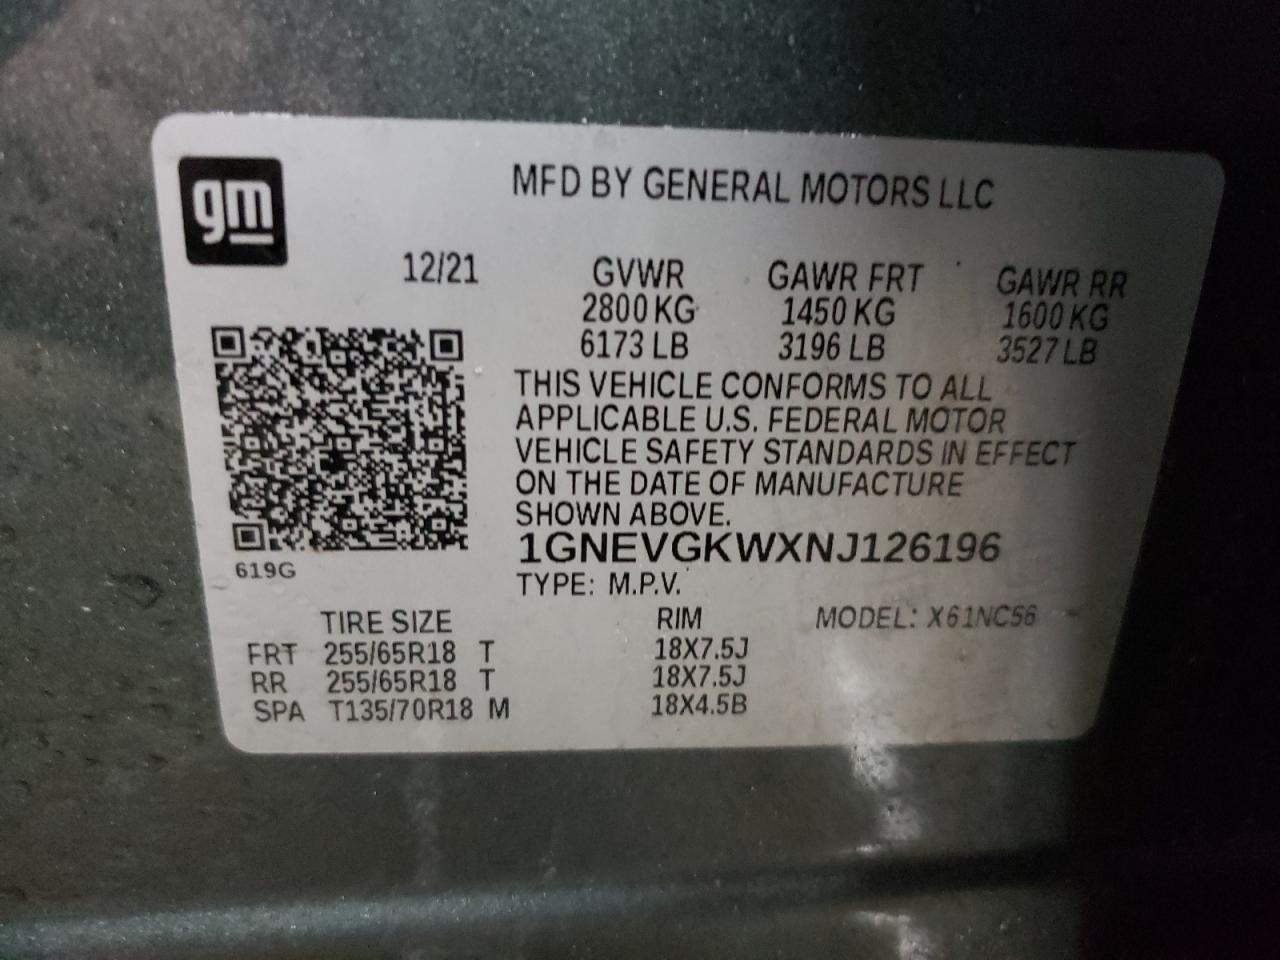 gm
MFD BY GENERAL MOTORS LLC
12/21 GVWR GAWR FRT GAWR RR
2800 KG 1450 KG 1600 KG
6173 LB 3196 LB 3527 LB
THIS VEHICLE CONFORMS TO ALL
APPLICABLE U.S. FEDERAL MOTOR
VEHICLE SAFETY STANDARDS IN EFFECT
ON THE DATE OF MANUFACTURE
SHOWN ABOVE.
1GNEVGKWXNJ126196
619G
TYPE: M.P.V.
TIRE SIZE RIM MODEL: X61NC56
FRT 255/65R18 T 18X7.5J
RR 255/65R18 T 18X7.5J
SPA T135/70R18 M 18X4.5B